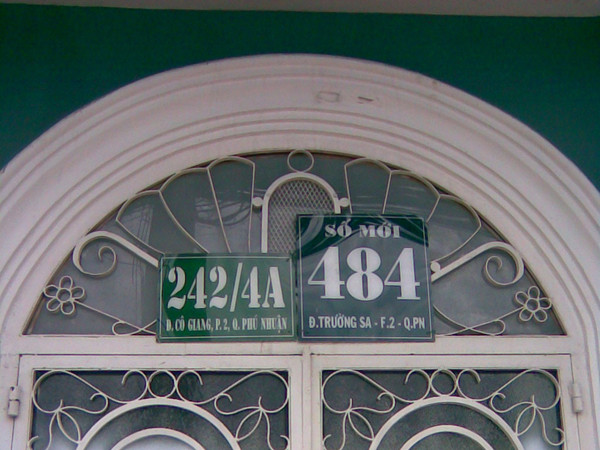 242/4A
Đ. CÔ GIANG, P. 2, Q. PHÚ NHUẬN
SỐ MỚI
484
Đ.TRƯỜNG SA - F.2 - Q.PN